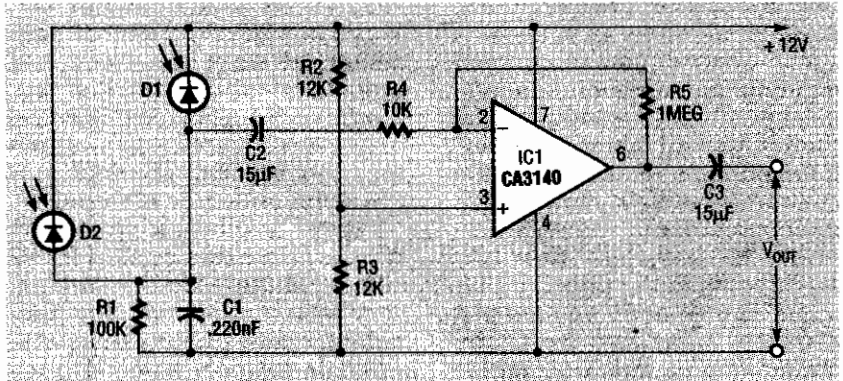 + 12V
D1
R2
12K
R4
10K
R5
1MEG
C2
15µF
2
7
IC1
CA3140
6
3
4
C3
15µF
D2
R3
12K
R1
100K
C1
.220nF
VOUT